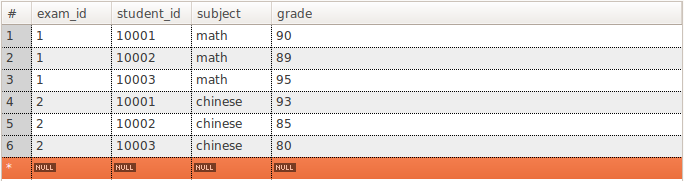 # exam_id student_id subject grade
1 1 10001 math 90
2 1 10002 math 89
3 1 10003 math 95
4 2 10001 chinese 93
5 2 10002 chinese 85
6 2 10003 chinese 80
* NULL NULL NULL NULL